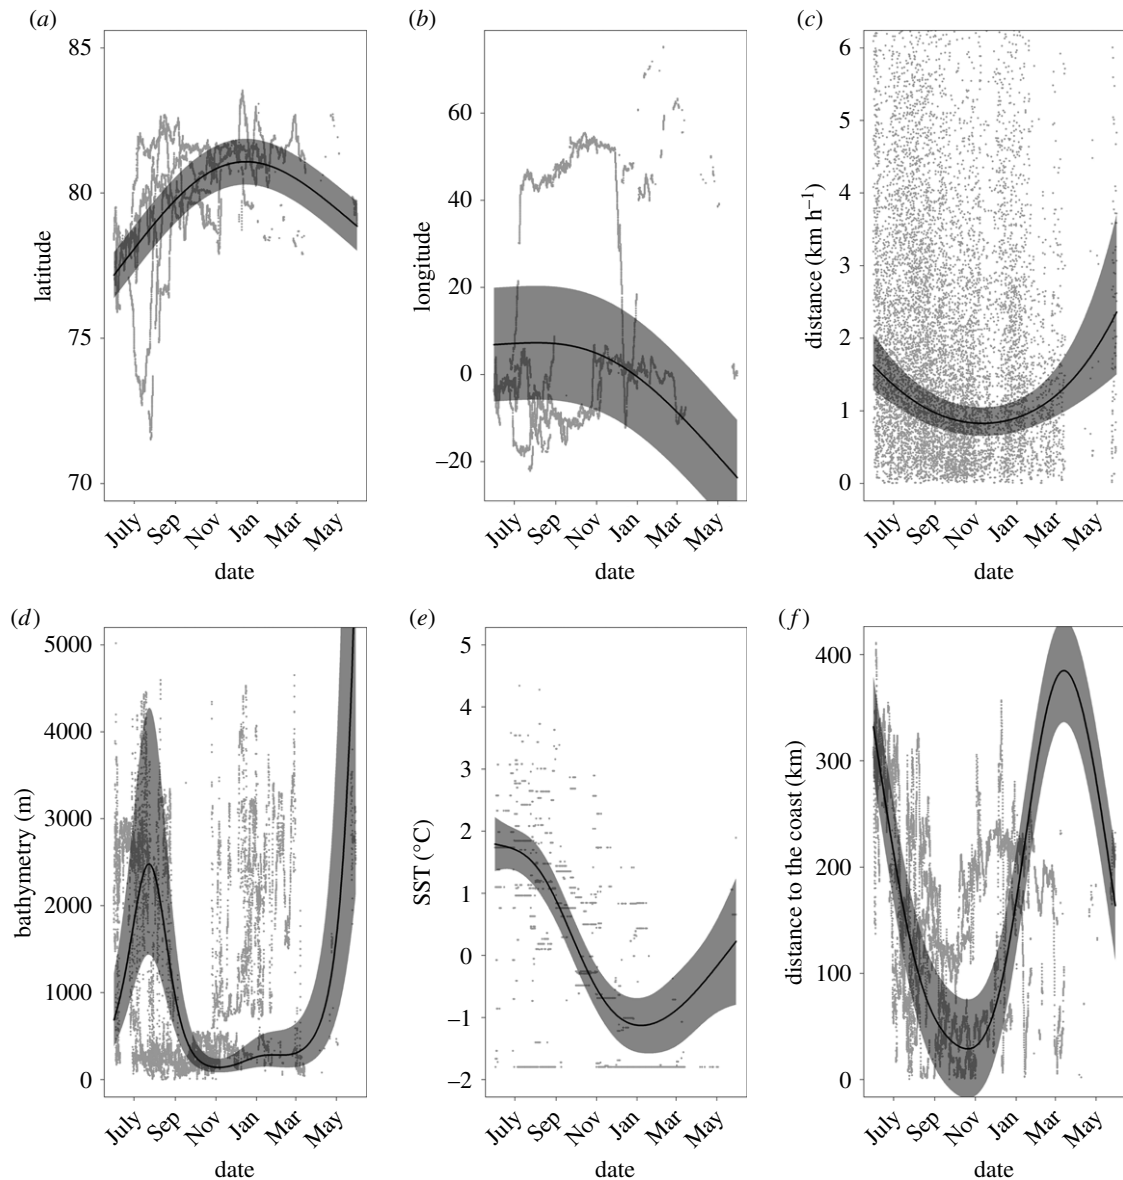 (a)
85
80
75
70
latitude
July Sep Nov Jan Mar May
date
(b)
60
40
20
0
–20
longitude
July Sep Nov Jan Mar May
date
(c)
6
5
4
3
2
1
0
distance (km h–1)
July Sep Nov Jan Mar May
date
(d)
5000
4000
3000
2000
1000
0
bathymetry (m)
July Sep Nov Jan Mar May
date
(e)
5
4
3
2
1
0
–1
–2
SST (°C)
July Sep Nov Jan Mar May
date
(f)
400
300
200
100
0
distance to the coast (km)
July Sep Nov Jan Mar May
date